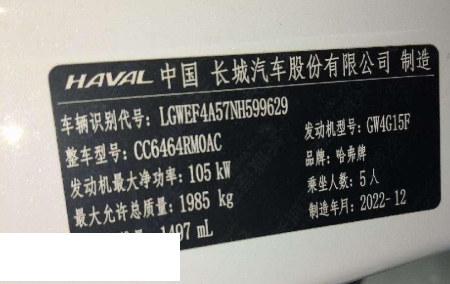 HAVAL 中国 长城汽车股份有限公司 制造
车辆识别代号: LGWEF4A57NH599629
整车型号: CC6464RM0AC 发动机型号: GW4G15F
发动机最大净功率: 105 kW 品牌: 哈弗牌
最大允许总质量: 1985 kg 乘坐人数: 5 人
1497 mL 制造年月: 2022-12